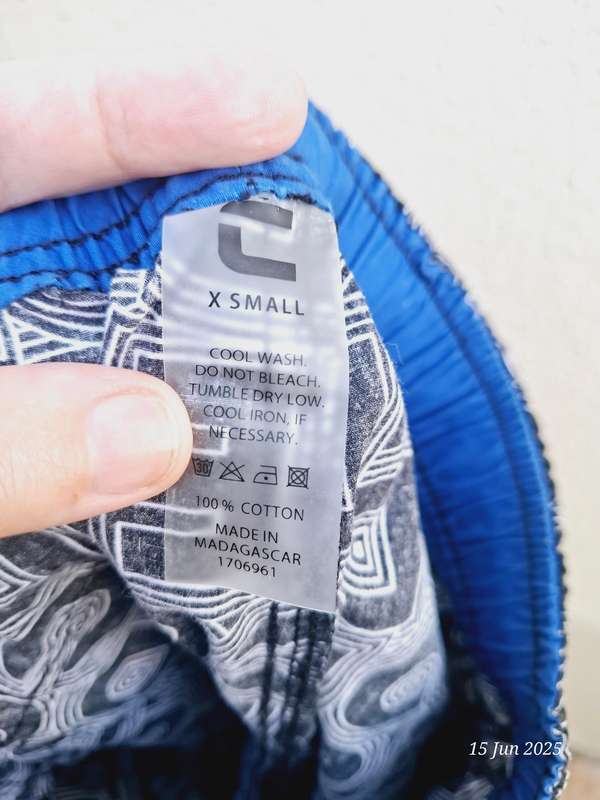 X SMALL
COOL WASH.
DO NOT BLEACH.
TUMBLE DRY LOW.
COOL IRON, IF
NECESSARY.
30
100% COTTON
MADE IN
MADAGASCAR
1706961
15 Jun 2025